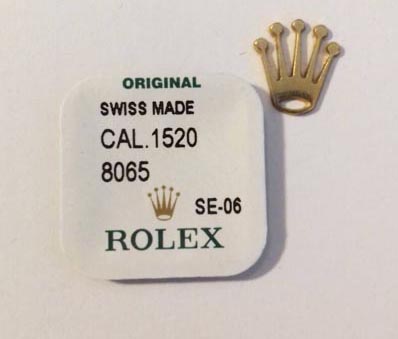 ORIGINAL
SWISS MADE
CAL.1520
8065
SE-06
ROLEX